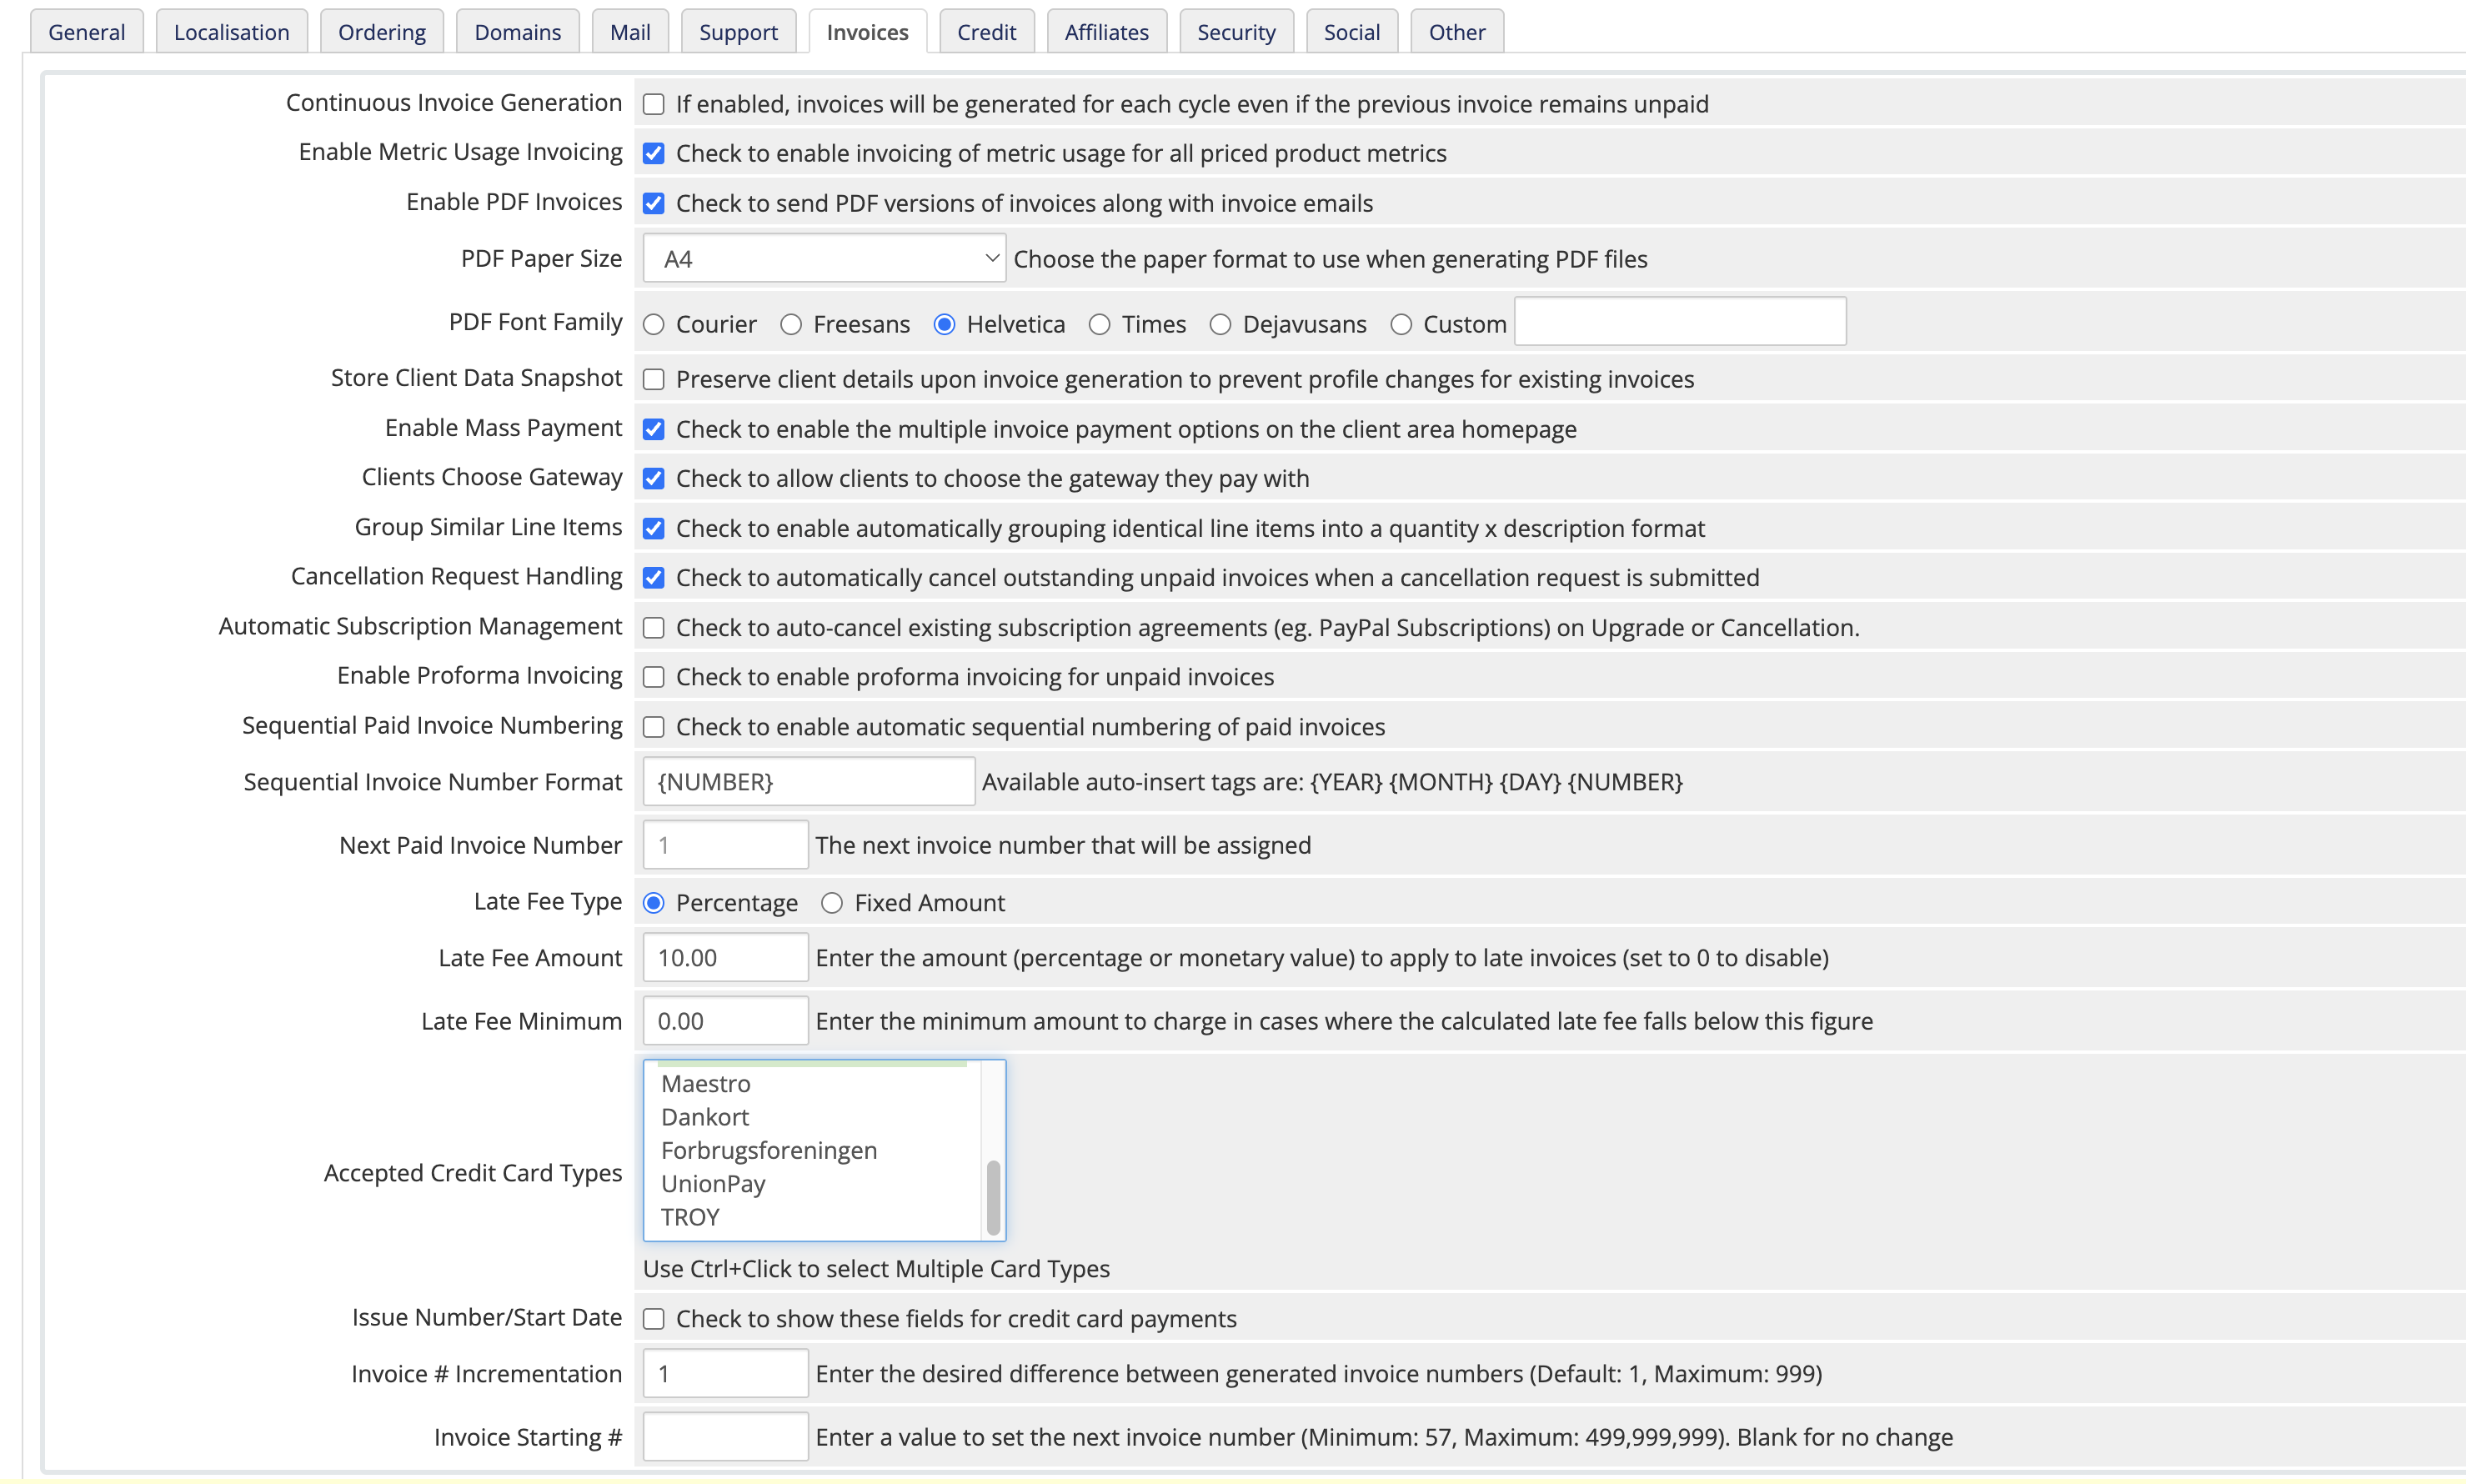 General Localisation Ordering Domains Mail Support Invoices Credit Affiliates Security Social Other
Continuous Invoice Generation If enabled, invoices will be generated for each cycle even if the previous invoice remains unpaid
Enable Metric Usage Invoicing Check to enable invoicing of metric usage for all priced product metrics
Enable PDF Invoices Check to send PDF versions of invoices along with invoice emails
PDF Paper Size A4 Choose the paper format to use when generating PDF files
PDF Font Family Courier Freesans Helvetica Times Dejavusans Custom
Store Client Data Snapshot Preserve client details upon invoice generation to prevent profile changes for existing invoices
Enable Mass Payment Check to enable the multiple invoice payment options on the client area homepage
Clients Choose Gateway Check to allow clients to choose the gateway they pay with
Group Similar Line Items Check to enable automatically grouping identical line items into a quantity x description format
Cancellation Request Handling Check to automatically cancel outstanding unpaid invoices when a cancellation request is submitted
Automatic Subscription Management Check to auto-cancel existing subscription agreements (eg. PayPal Subscriptions) on Upgrade or Cancellation.
Enable Proforma Invoicing Check to enable proforma invoicing for unpaid invoices
Sequential Paid Invoice Numbering Check to enable automatic sequential numbering of paid invoices
Sequential Invoice Number Format {NUMBER} Available auto-insert tags are: {YEAR} {MONTH} {DAY} {NUMBER}
Next Paid Invoice Number 1 The next invoice number that will be assigned
Late Fee Type Percentage Fixed Amount
Late Fee Amount 10.00 Enter the amount (percentage or monetary value) to apply to late invoices (set to 0 to disable)
Late Fee Minimum 0.00 Enter the minimum amount to charge in cases where the calculated late fee falls below this figure
Accepted Credit Card Types
Maestro
Dankort
Forbrugsforeningen
UnionPay
TROY
Use Ctrl+Click to select Multiple Card Types
Issue Number/Start Date Check to show these fields for credit card payments
Invoice # Incrementation 1 Enter the desired difference between generated invoice numbers (Default: 1, Maximum: 999)
Invoice Starting # Enter a value to set the next invoice number (Minimum: 57, Maximum: 499,999,999). Blank for no change